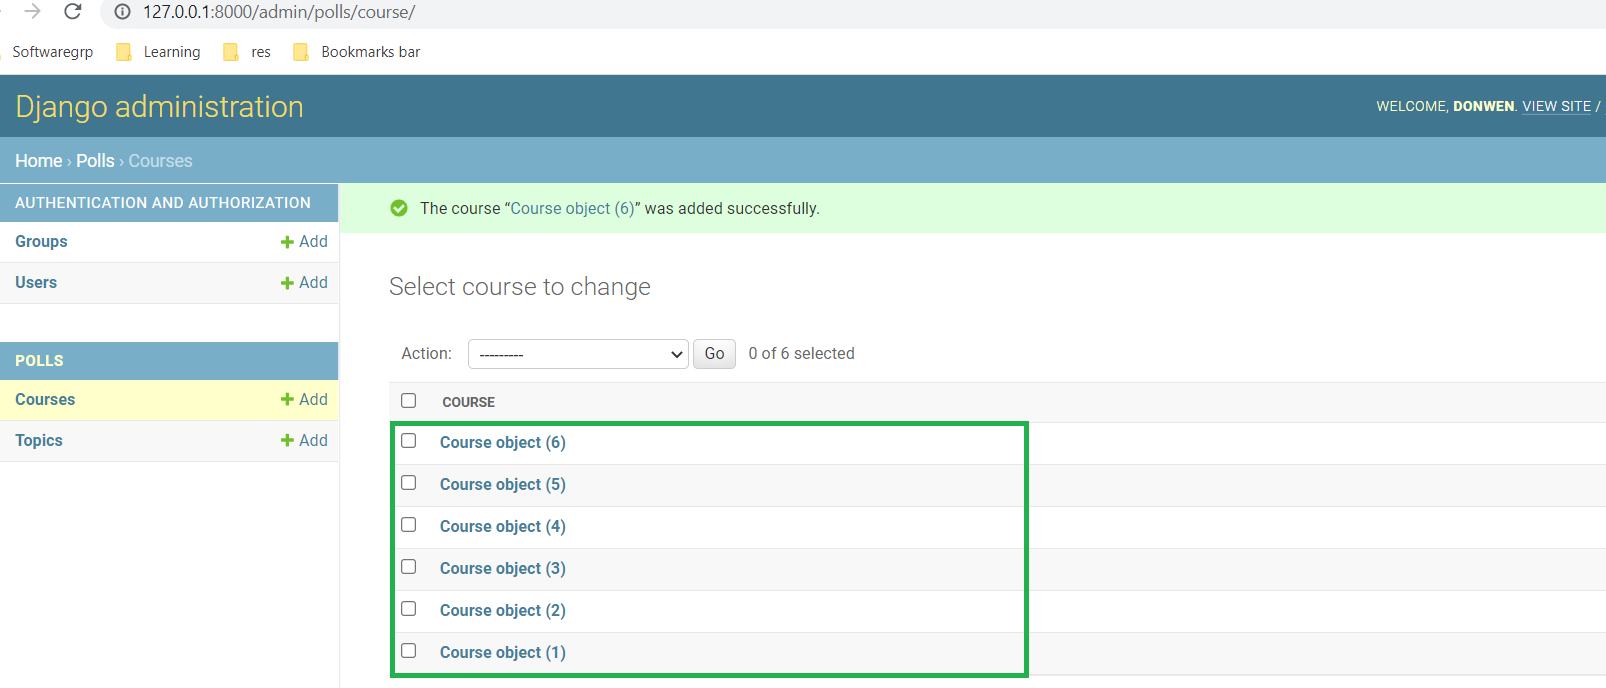 127.0.0.1:8000/admin/polls/course/
Softwaregrp Learning res Bookmarks bar
Django administration
WELCOME, DONWEN. VIEW SITE /
Home › Polls › Courses
AUTHENTICATION AND AUTHORIZATION
Groups + Add
Users + Add
POLLS
Courses + Add
Topics + Add
The course “Course object (6)” was added successfully.
Select course to change
Action: --------- Go 0 of 6 selected
COURSE
Course object (6)
Course object (5)
Course object (4)
Course object (3)
Course object (2)
Course object (1)